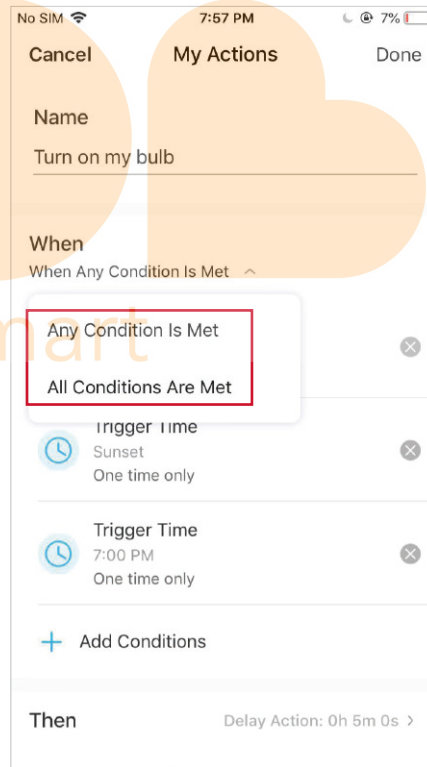 No SIM 7:57 PM 7%
Cancel My Actions Done
Name
Turn on my bulb
When
When Any Condition Is Met
Any Condition Is Met
mart
All Conditions Are Met
Trigger Time
Sunset
One time only
Trigger Time
7:00 PM
One time only
+ Add Conditions
Then Delay Action: 0h 5m 0s >